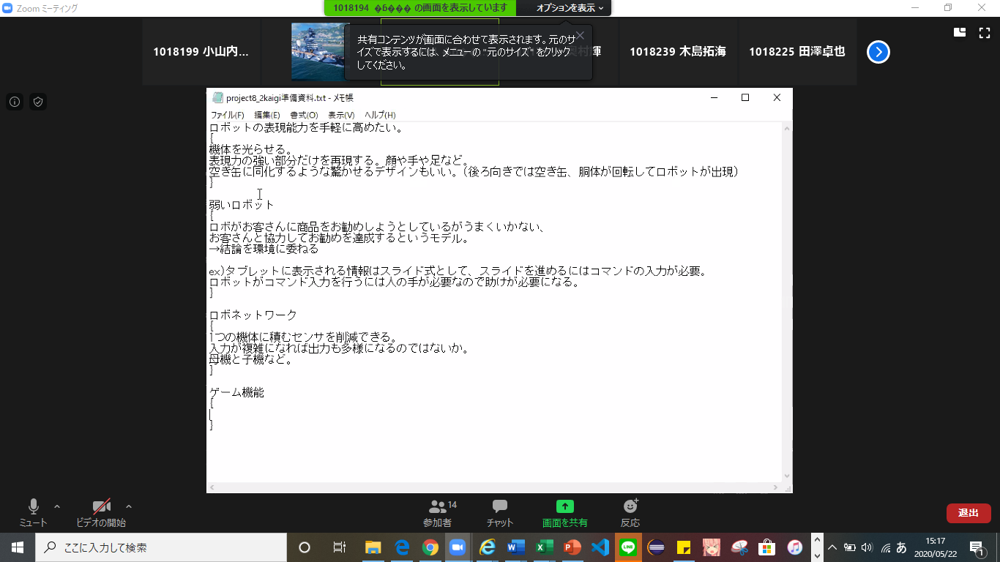 Zoom ミーティング
1018194 �6��� の画面を表示しています
オプションを表示
1018199 小山内...
共有コンテンツが画面に合わせて表示されます。元のサ
イズで表示するには、メニューの "元のサイズ" をクリック
してください。
輝
1018239 木島拓海
1018225 田澤卓也
project8_2kaigi準備資料.txt - メモ帳
ファイル(F) 編集(E) 書式(O) 表示(V) ヘルプ(H)
ロボットの表現能力を手軽に高めたい。
{
機体を光らせる。
表現力の強い部分だけを再現する。顔や手や足など。
空き缶に同化するような驚かせるデザインもいい。(後ろ向きでは空き缶、胴体が回転してロボットが出現)
}
弱いロボット
{
ロボがお客さんに商品をお勧めしようとしているがうまくいかない、
お客さんと協力してお勧めを達成するというモデル。
→結論を環境に委ねる
ex)タブレットに表示される情報はスライド式として、スライドを進めるにはコマンドの入力が必要。
ロボットがコマンド入力を行うには人の手が必要なので助けが必要になる。
}
ロボネットワーク
{
1つの機体に積むセンサを削減できる。
入力が複雑になれば出力も多様になるのではないか。
母機と子機など。
}
ゲーム機能
{
}
ミュート
ビデオの開始
参加者
14
チャット
画面を共有
反応
退出
ここに入力して検索
あ
15:17
2020/05/22
1